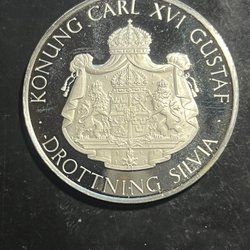 · KONUNG CARL XVI GUSTAF ·
DROTTNING SILVIA